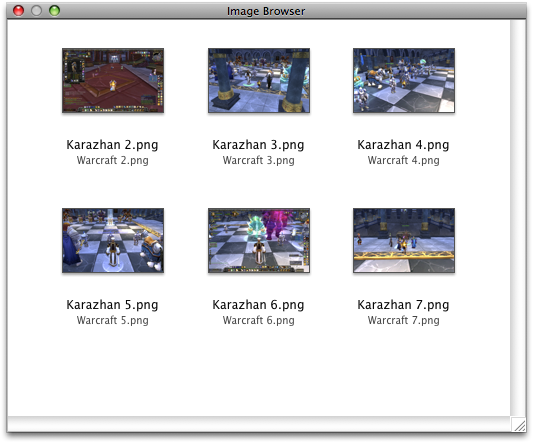 Image Browser
Karazhan 2.png
Warcraft 2.png
Karazhan 3.png
Warcraft 3.png
Karazhan 4.png
Warcraft 4.png
Karazhan 5.png
Warcraft 5.png
Karazhan 6.png
Warcraft 6.png
Karazhan 7.png
Warcraft 7.png